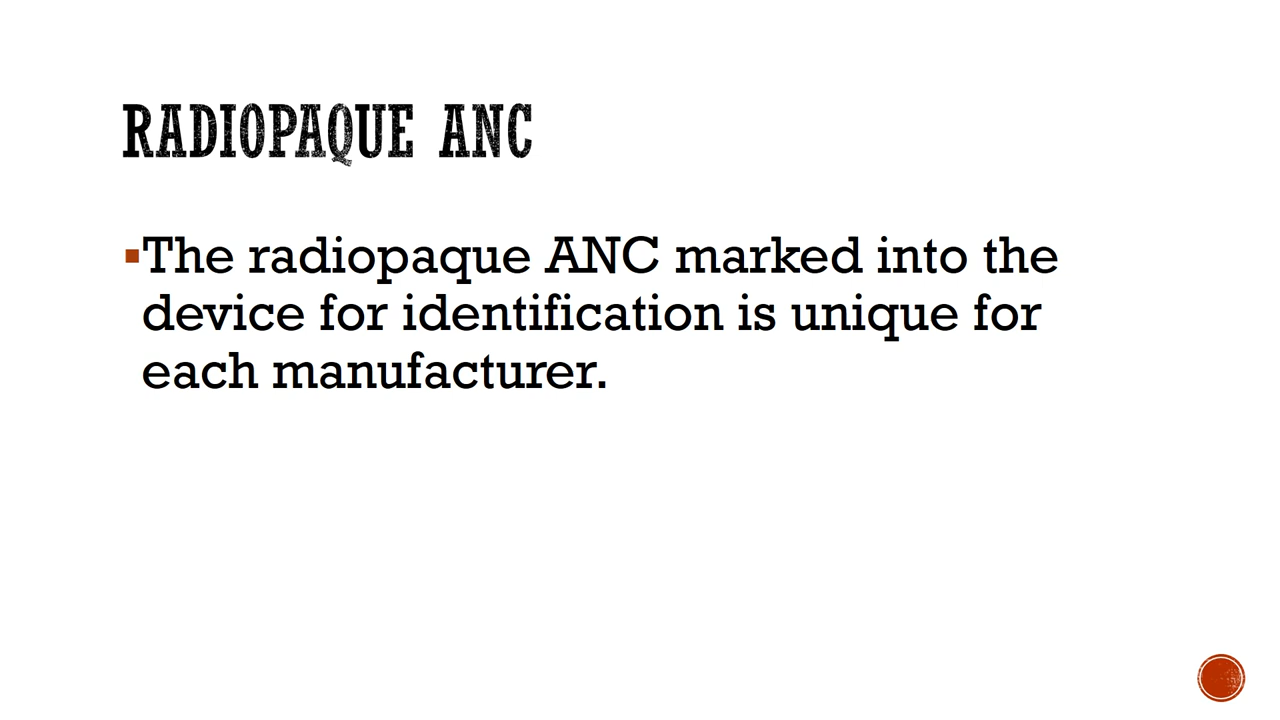 RADIOPAQUE ANC
▪The radiopaque ANC marked into the
device for identification is unique for
each manufacturer.